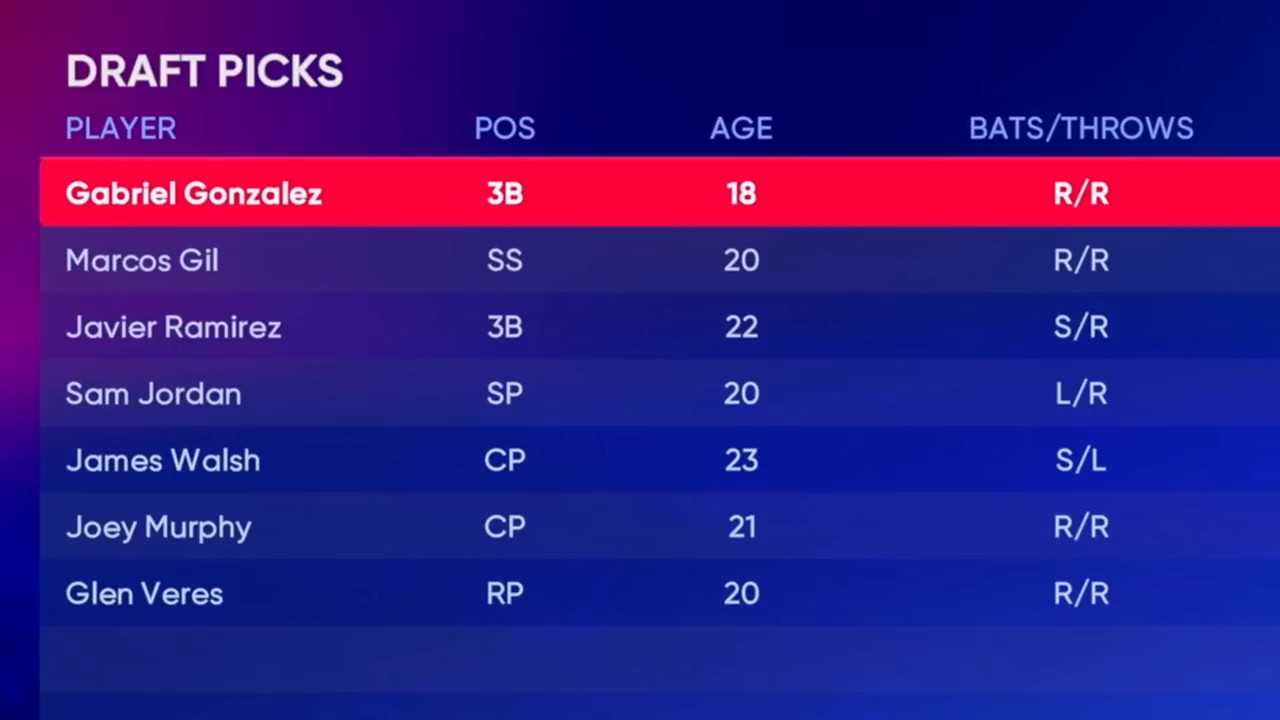 DRAFT PICKS
PLAYER POS AGE BATS/THROWS
Gabriel Gonzalez 3B 18 R/R
Marcos Gil SS 20 R/R
Javier Ramirez 3B 22 S/R
Sam Jordan SP 20 L/R
James Walsh CP 23 S/L
Joey Murphy CP 21 R/R
Glen Veres RP 20 R/R